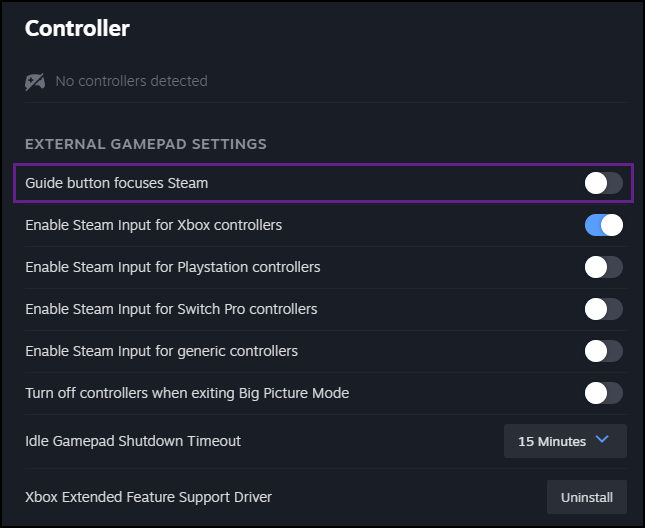 Controller
No controllers detected
EXTERNAL GAMEPAD SETTINGS
Guide button focuses Steam
Enable Steam Input for Xbox controllers
Enable Steam Input for Playstation controllers
Enable Steam Input for Switch Pro controllers
Enable Steam Input for generic controllers
Turn off controllers when exiting Big Picture Mode
Idle Gamepad Shutdown Timeout 15 Minutes
Xbox Extended Feature Support Driver Uninstall